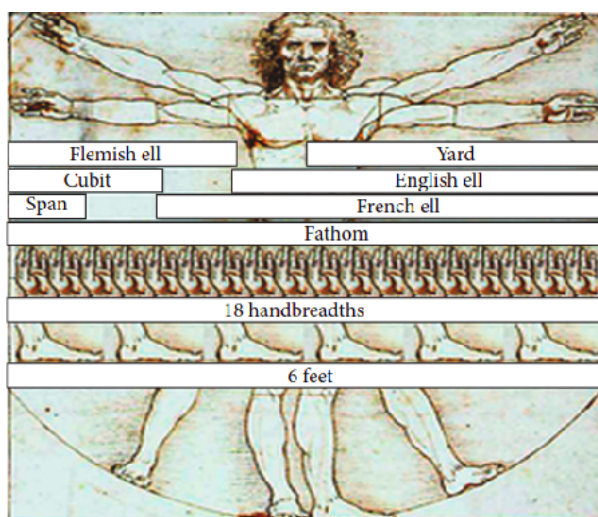 Flemish ell Yard
Cubit English ell
Span French ell
Fathom
18 handbreadths
6 feet